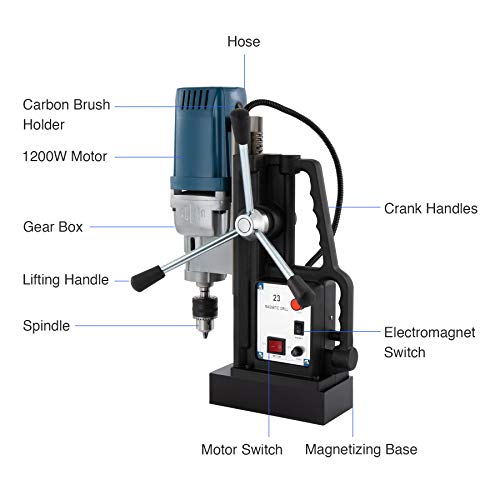 Hose
Carbon Brush
Holder
1200W Motor
Gear Box
Crank Handles
Lifting Handle
23
MAGNETIC DRILL
Spindle
Electromagnet
Switch
Motor Switch
Magnetizing Base